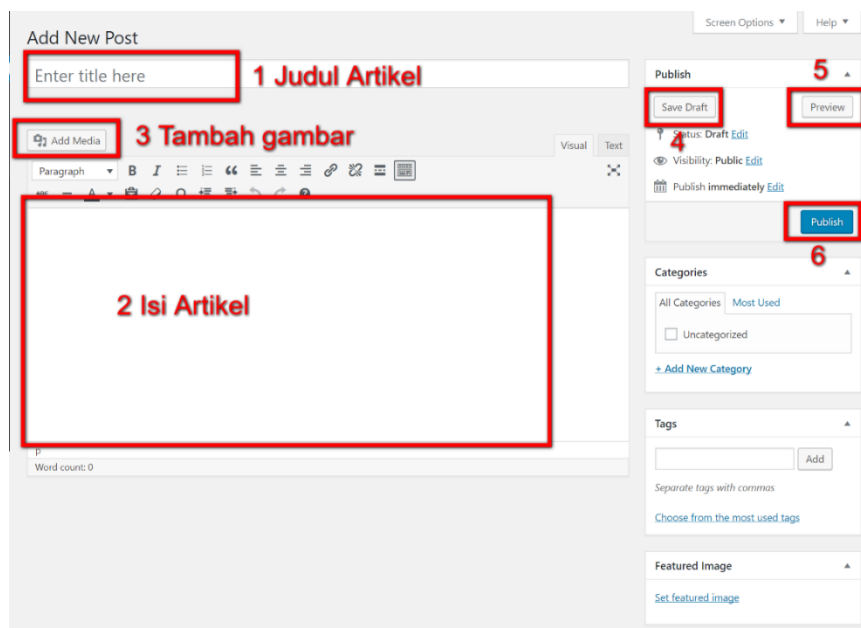 Screen Options ▼ Help ▼
Add New Post
Enter title here
1 Judul Artikel
Add Media
3 Tambah gambar
Visual Text
Paragraph
2 Isi Artikel
p
Word count: 0
Publish
5
Save Draft Preview
4
Status: Draft Edit
Visibility: Public Edit
Publish immediately Edit
Publish
6
Categories
All Categories Most Used
Uncategorized
+ Add New Category
Tags
Add
Separate tags with commas
Choose from the most used tags
Featured Image
Set featured image